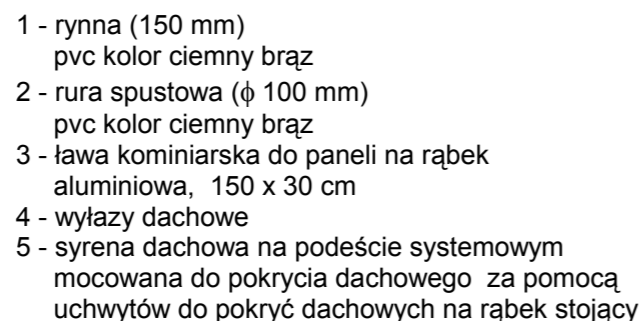 1 - rynna (150 mm)
pvc kolor ciemny brąz
2 - rura spustowa (ϕ 100 mm)
pvc kolor ciemny brąz
3 - ława kominiarska do paneli na rąbek
aluminiowa, 150 x 30 cm
4 - wyłazy dachowe
5 - syrena dachowa na podeście systemowym
mocowana do pokrycia dachowego za pomocą
uchwytów do pokryć dachowych na rąbek stojący